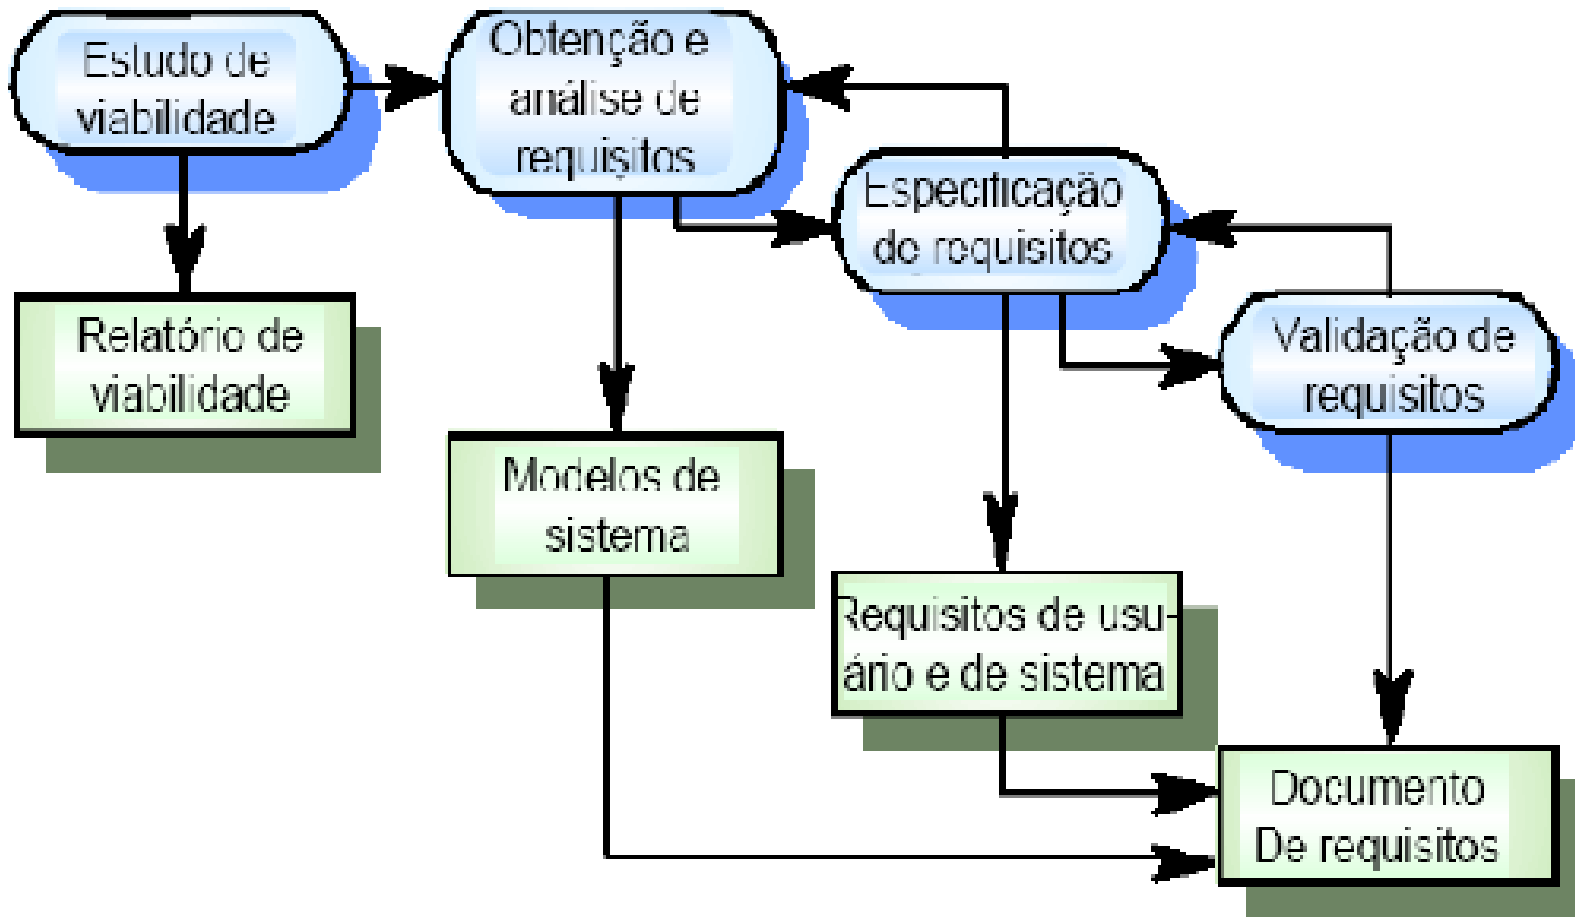 Estudo de
viabilidade
Obtenção e
análise de
requisitos
Especificação
de requisitos
Validação de
requisitos
Relatório de
viabilidade
Modelos de
sistema
Requisitos de usu-
ário e de sistema
Documento
De requisitos